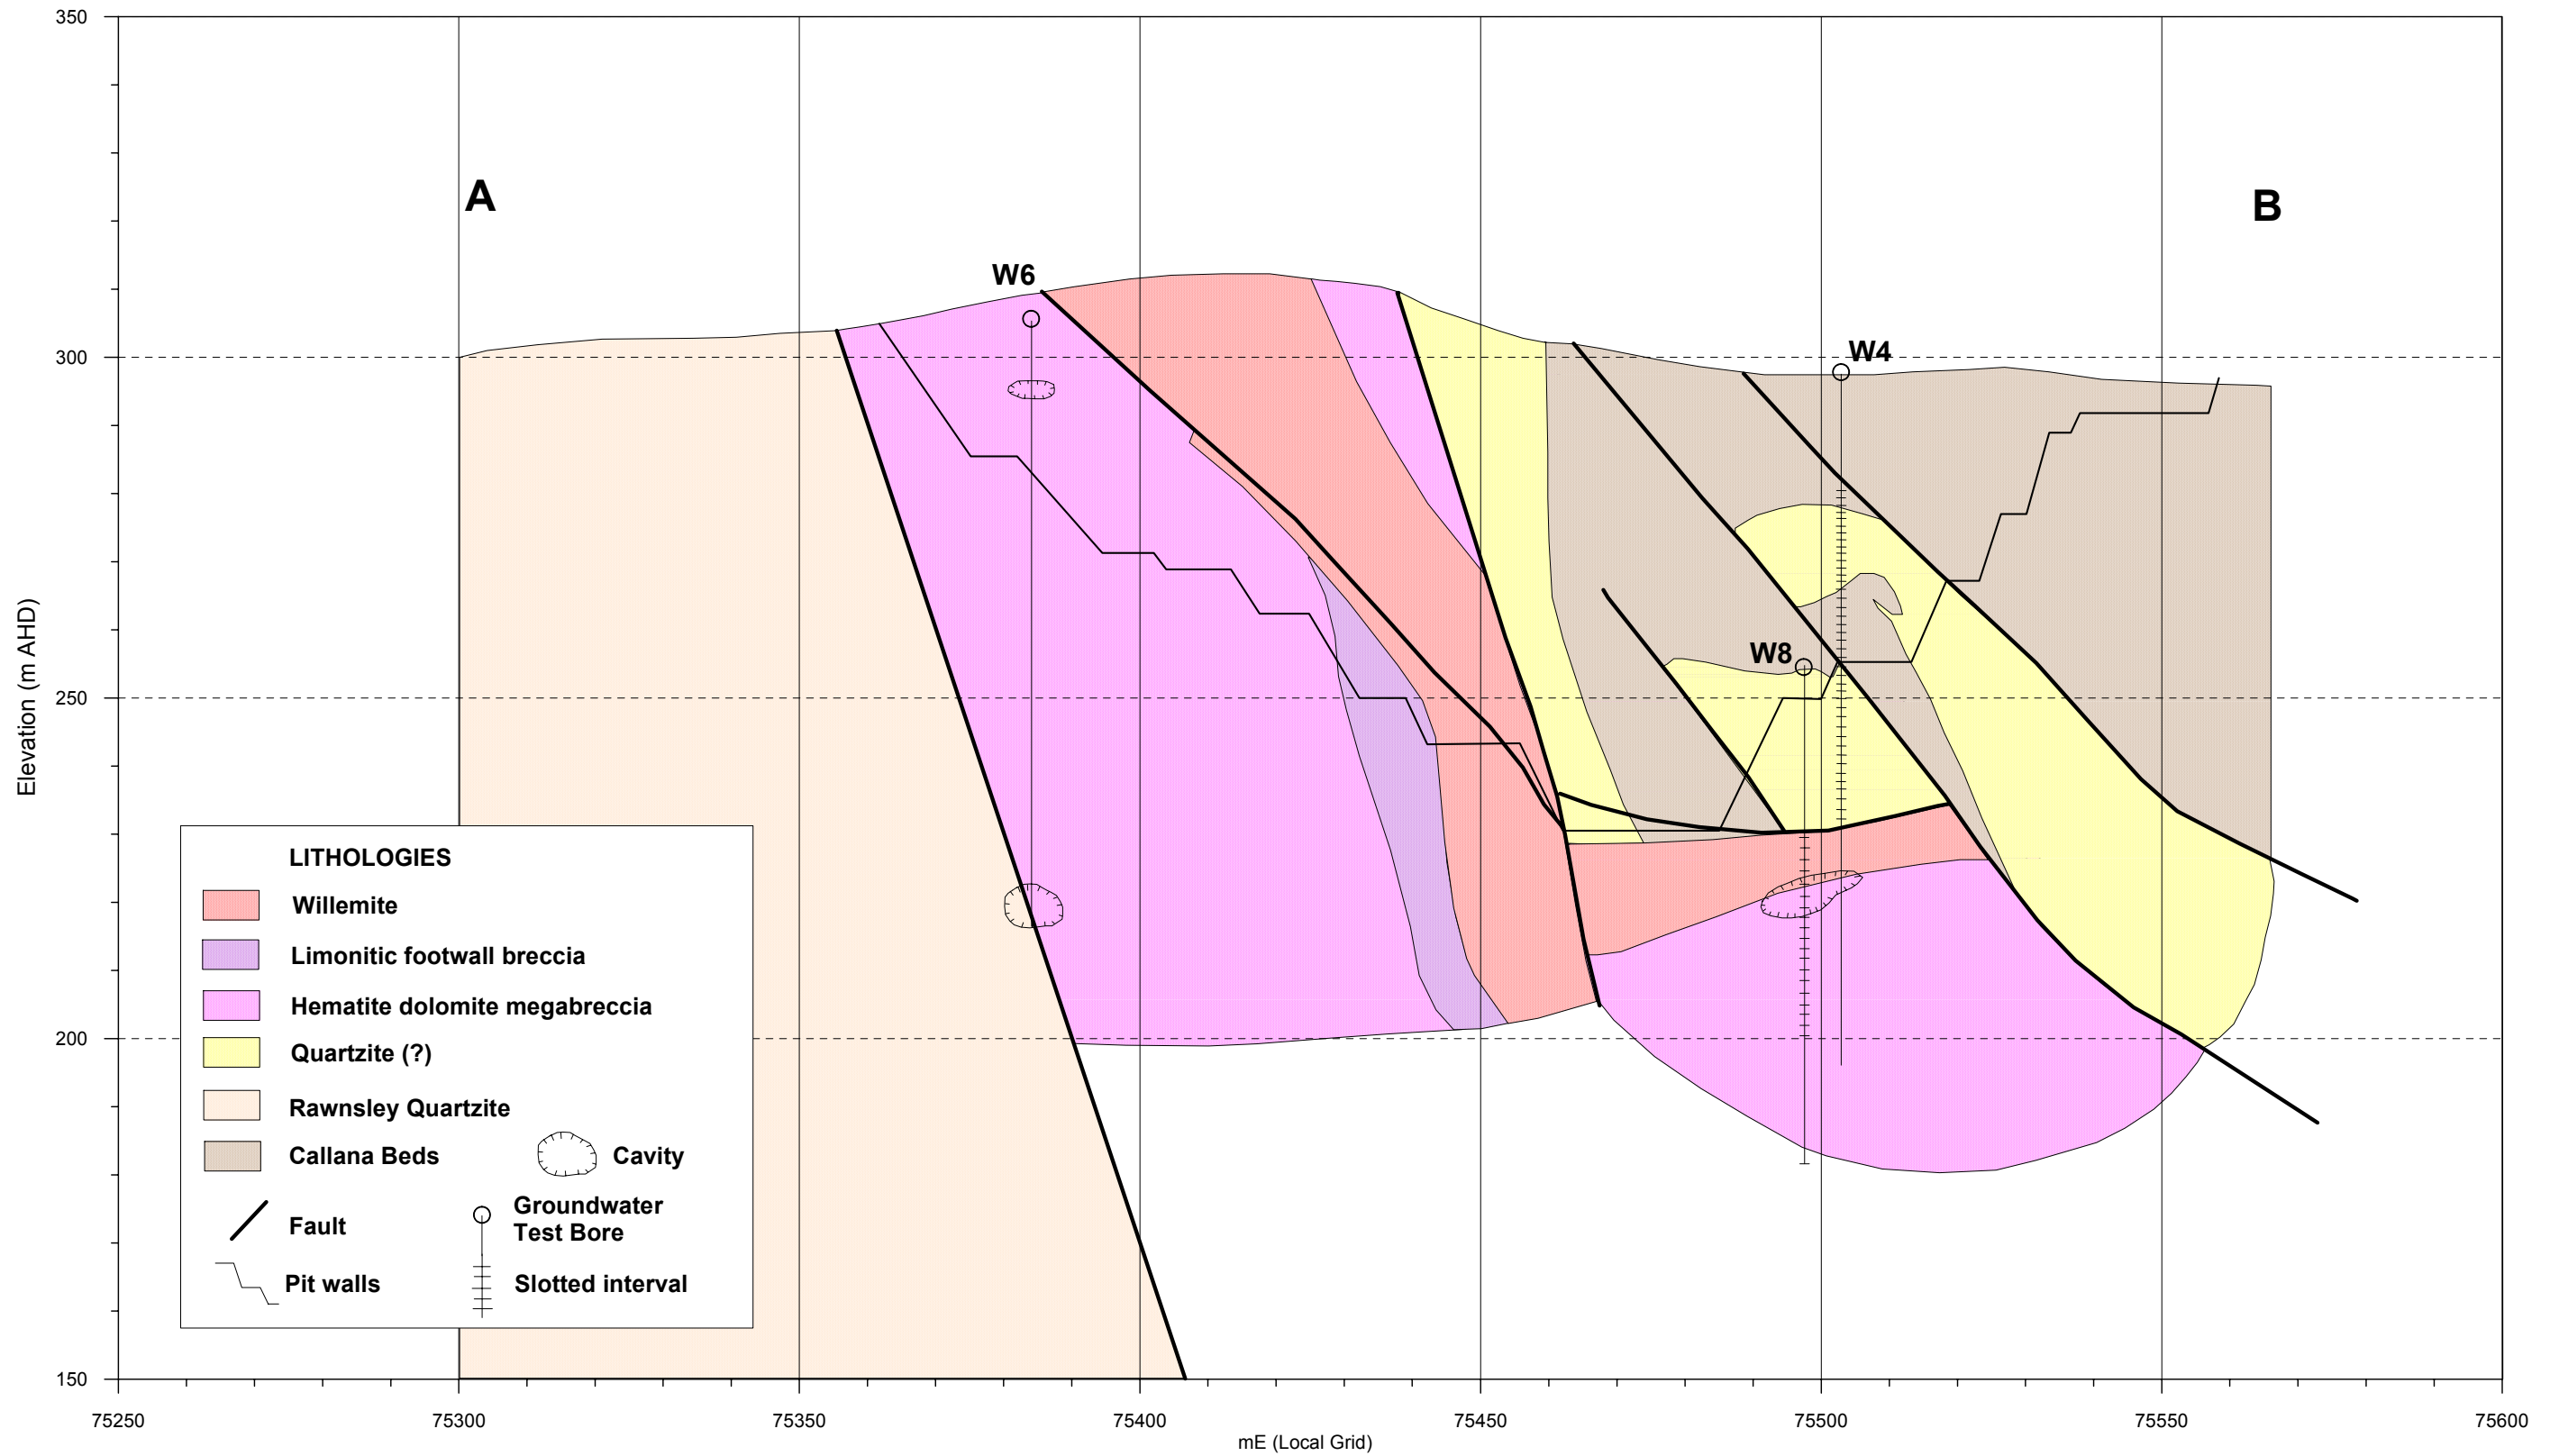 350
A
B
W6
W4
300
W8
250
Elevation (m AHD)
LITHOLOGIES
Willemite
Limonitic footwall breccia
Hematite dolomite megabreccia
Quartzite (?)
Rawnsley Quartzite
Callana Beds
Cavity
Fault
Groundwater
Test Bore
Pit walls
Slotted interval
200
150
75250 75300 75350 75400 75450 75500 75550 75600
mE (Local Grid)